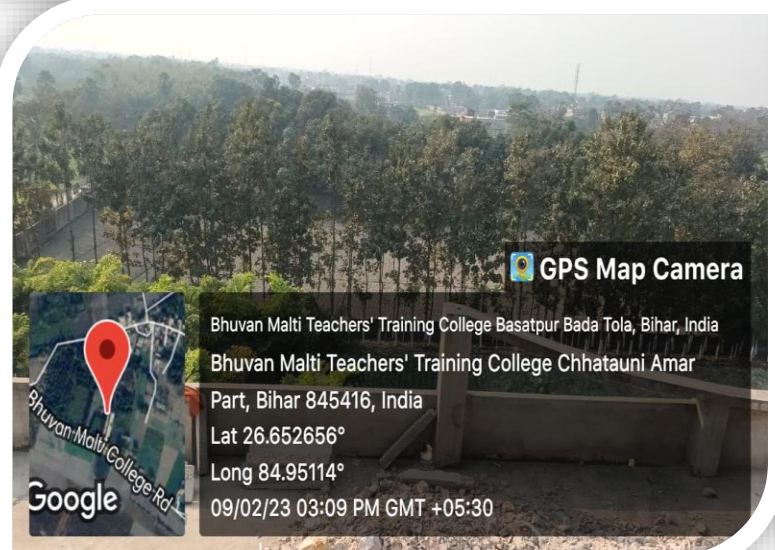 GPS Map Camera
Bhuvan Malti Teachers' Training College Basatpur Bada Tola, Bihar, India
Bhuvan Malti Teachers' Training College Chhatauni Amar
Part, Bihar 845416, India
Lat 26.652656°
Long 84.95114°
09/02/23 03:09 PM GMT +05:30
Bhuvan Malti College Rd
Google